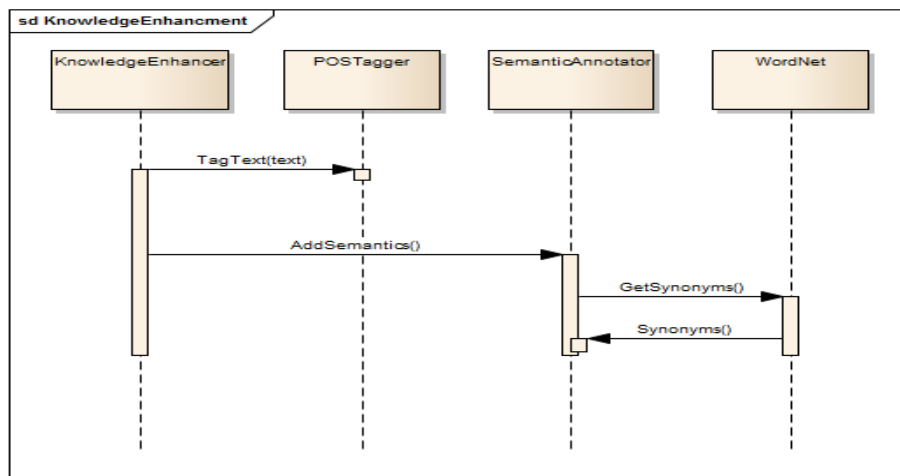 sd KnowledgeEnhancment
KnowledgeEnhancer
POSTagger
SemanticAnnotator
WordNet
TagText(text)
AddSemantics()
GetSynonyms()
Synonyms()